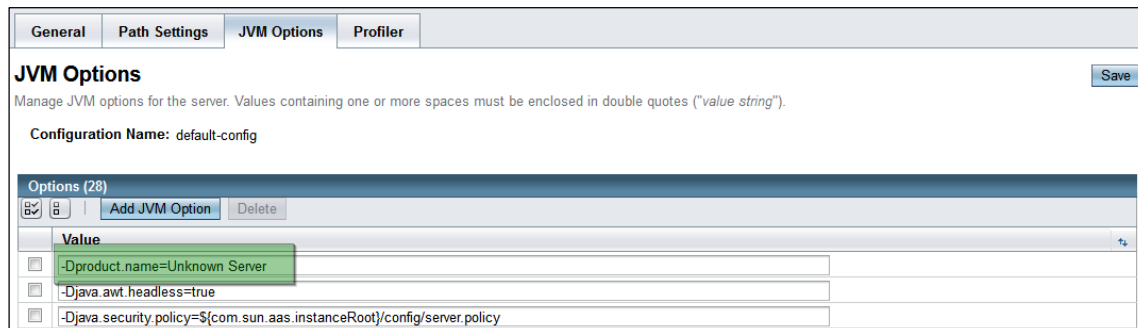 General Path Settings JVM Options Profiler
JVM Options
Save
Manage JVM options for the server. Values containing one or more spaces must be enclosed in double quotes ("value string").
Configuration Name: default-config
Options (28)
Add JVM Option Delete
Value
-Dproduct.name=Unknown Server
-Djava.awt.headless=true
-Djava.security.policy=${com.sun.aas.instanceRoot}/config/server.policy